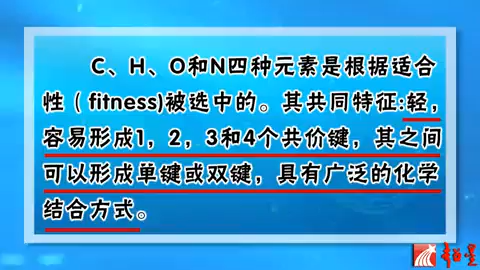 C、H、O和N四种元素是根据适合
性（fitness)被选中的。其共同特征:轻，
容易形成1，2，3和4个共价键，其之间
可以形成单键或双键，具有广泛的化学
结合方式。
超星